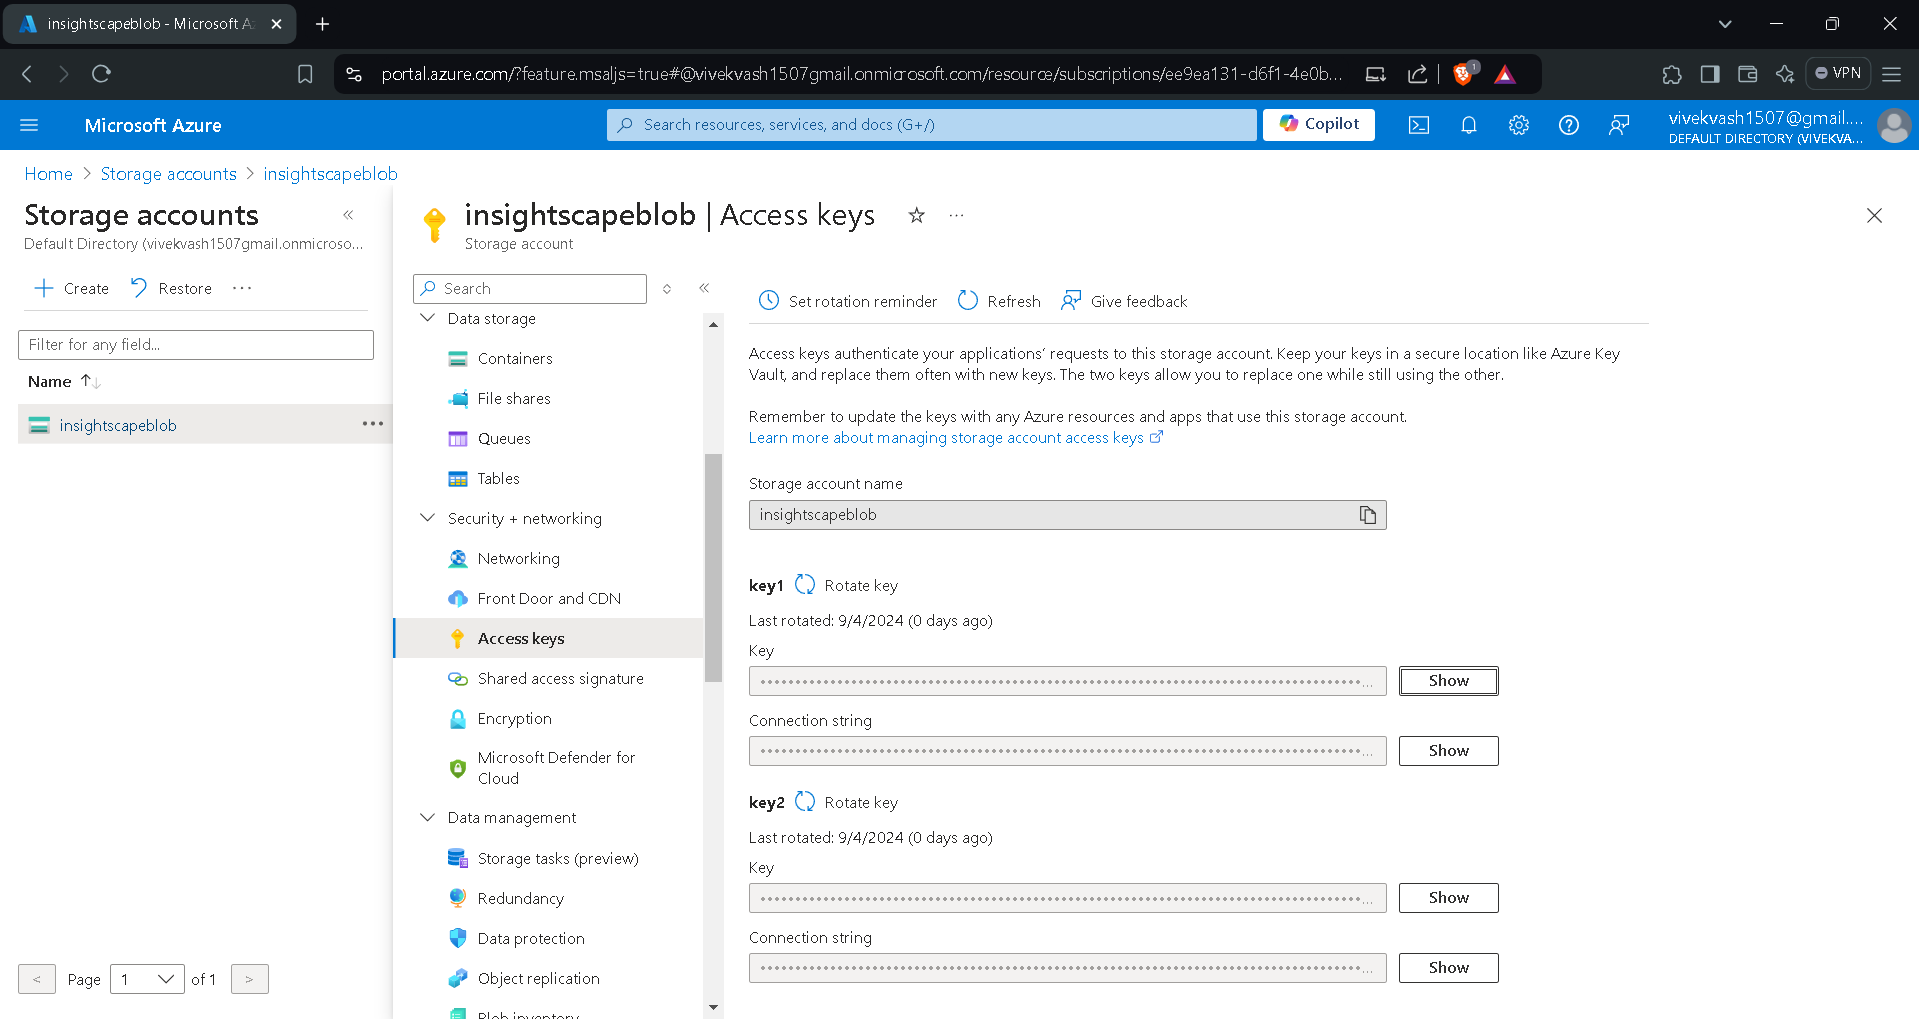 insightscapeblob - Microsoft A
portal.azure.com/?feature.msaljs=true#@vivekvash1507gmail.onmicrosoft.com/resource/subscriptions/ee9ea131-d6f1-4e0b...
1
VPN
Microsoft Azure
Search resources, services, and docs (G+/)
Copilot
vivekvash1507@gmail....
DEFAULT DIRECTORY (VIVEKVA...
Home > Storage accounts > insightscapeblob
Storage accounts
Default Directory (vivekvash1507gmail.onmicroso...
Create
Restore
Filter for any field...
Name
insightscapeblob
< Page 1 of 1 >
insightscapeblob | Access keys
Storage account
Search
Data storage
Containers
File shares
Queues
Tables
Security + networking
Networking
Front Door and CDN
Access keys
Shared access signature
Encryption
Microsoft Defender for
Cloud
Data management
Storage tasks (preview)
Redundancy
Data protection
Object replication
Blob inventory
Set rotation reminder
Refresh
Give feedback
Access keys authenticate your applications' requests to this storage account. Keep your keys in a secure location like Azure Key
Vault, and replace them often with new keys. The two keys allow you to replace one while still using the other.
Remember to update the keys with any Azure resources and apps that use this storage account.
Learn more about managing storage account access keys
Storage account name
insightscapeblob
key1 Rotate key
Last rotated: 9/4/2024 (0 days ago)
Key
Show
Connection string
Show
key2 Rotate key
Last rotated: 9/4/2024 (0 days ago)
Key
Show
Connection string
Show